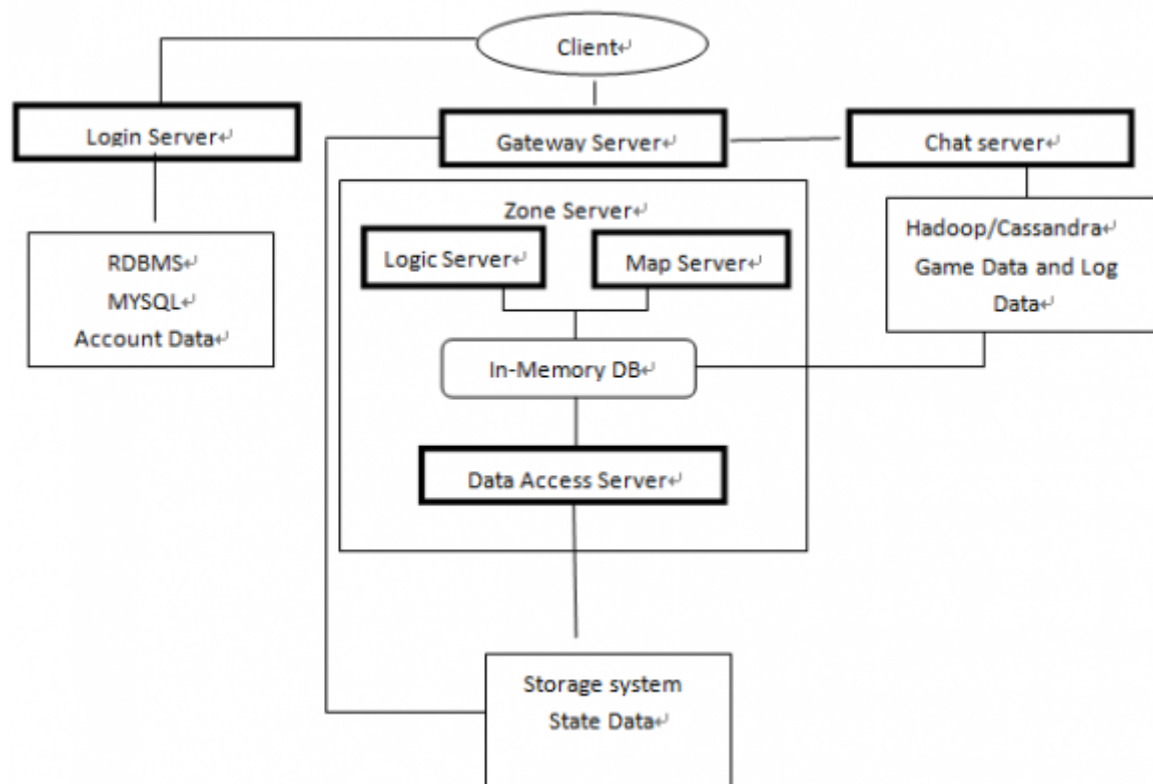 Client↵
Login Server↵
Gateway Server↵
Chat server↵
Zone Server↵
Logic Server↵
Map Server↵
Hadoop/Cassandra↵
Game Data and Log
Data↵
RDBMS↵
MYSQL↵
Account Data↵
In-Memory DB↵
Data Access Server↵
Storage system
State Data↵